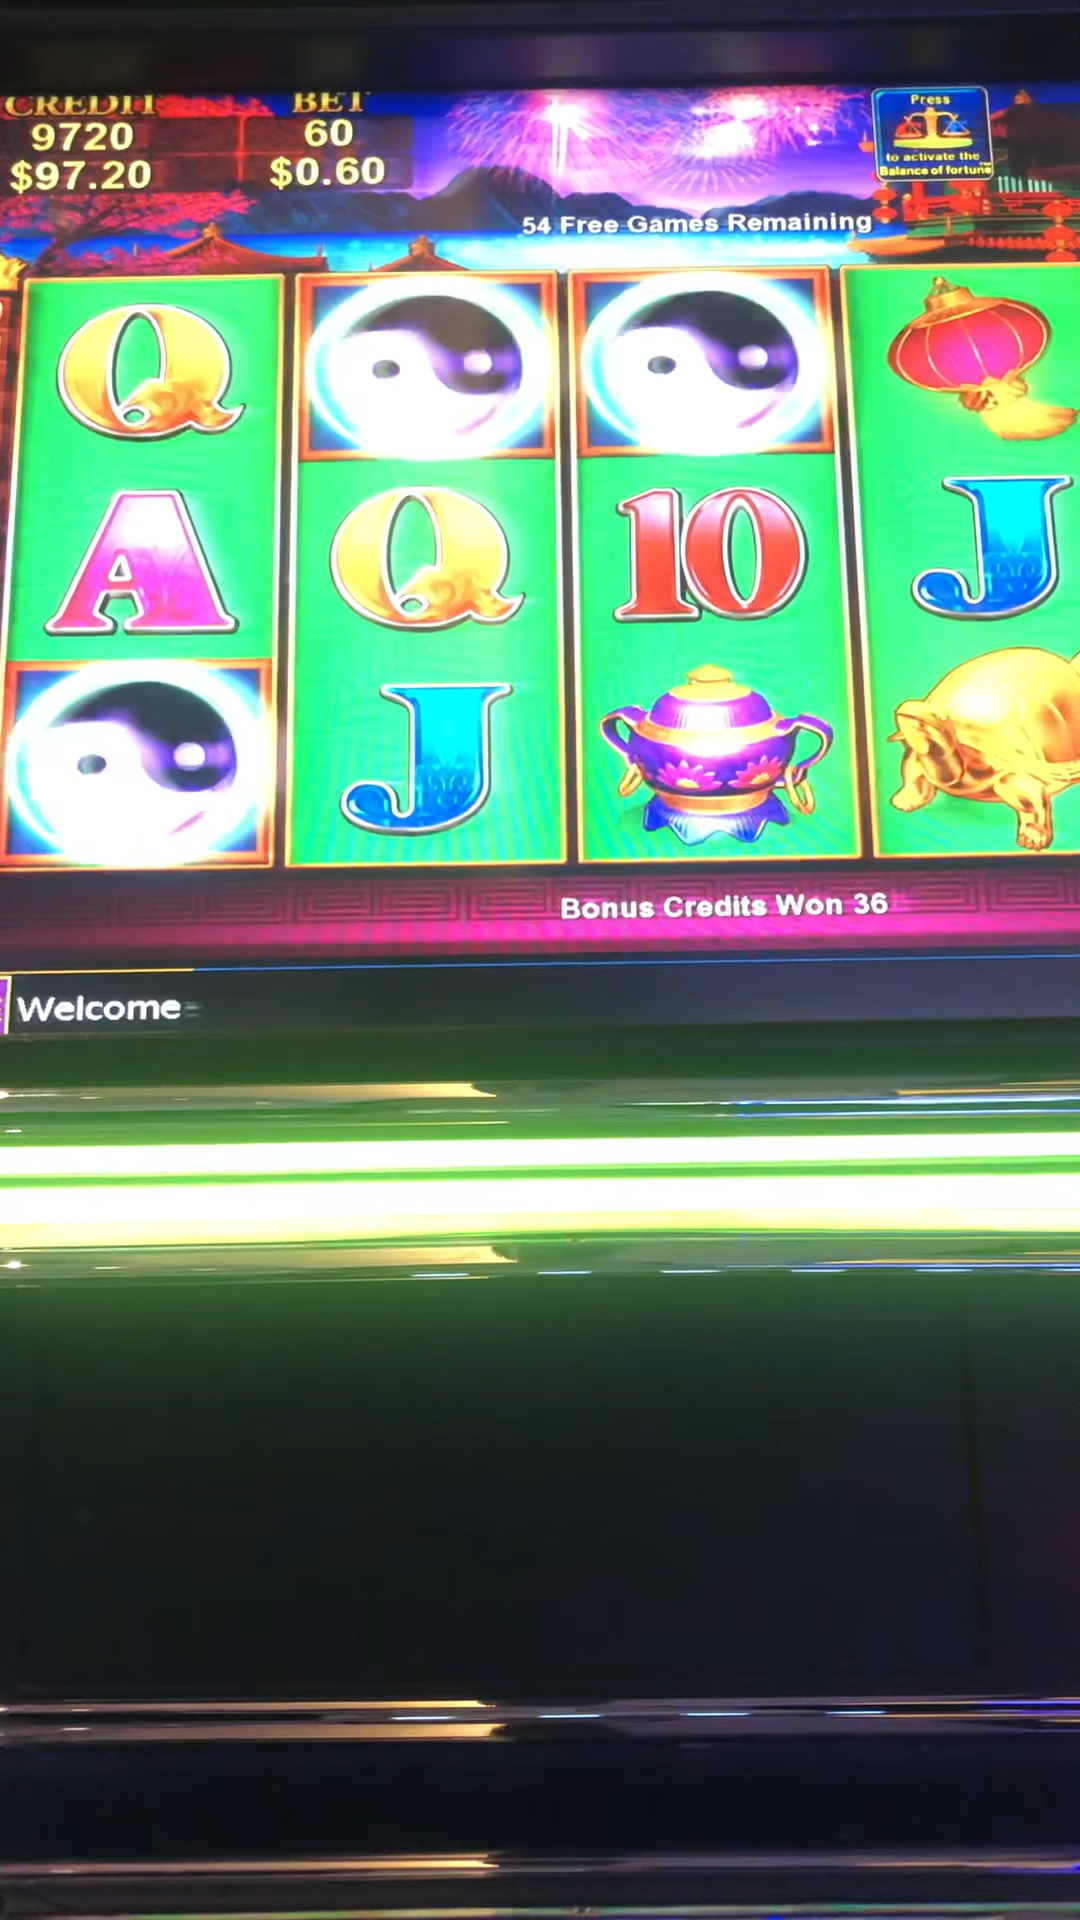 CREDIT
9720
$97.20
BET
60
$0.60
Press
to activate the
Balance of fortune™
54 Free Games Remaining
Q
A
Q
J
10
J
Bonus Credits Won 36
Welcome